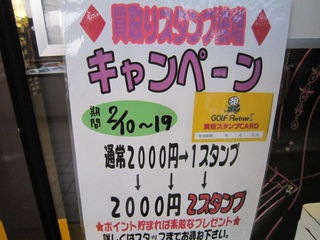 買取りスタンプ倍増
キャンペーン
期間 2/10～19
GOLF Partner
買取スタンプCARD
通常2000円→1スタンプ
↓ ↓ ↓
2000円 2スタンプ
★ポイント貯まれば素敵なプレゼント★
詳しくはスタッフまでお尋ね下さい。